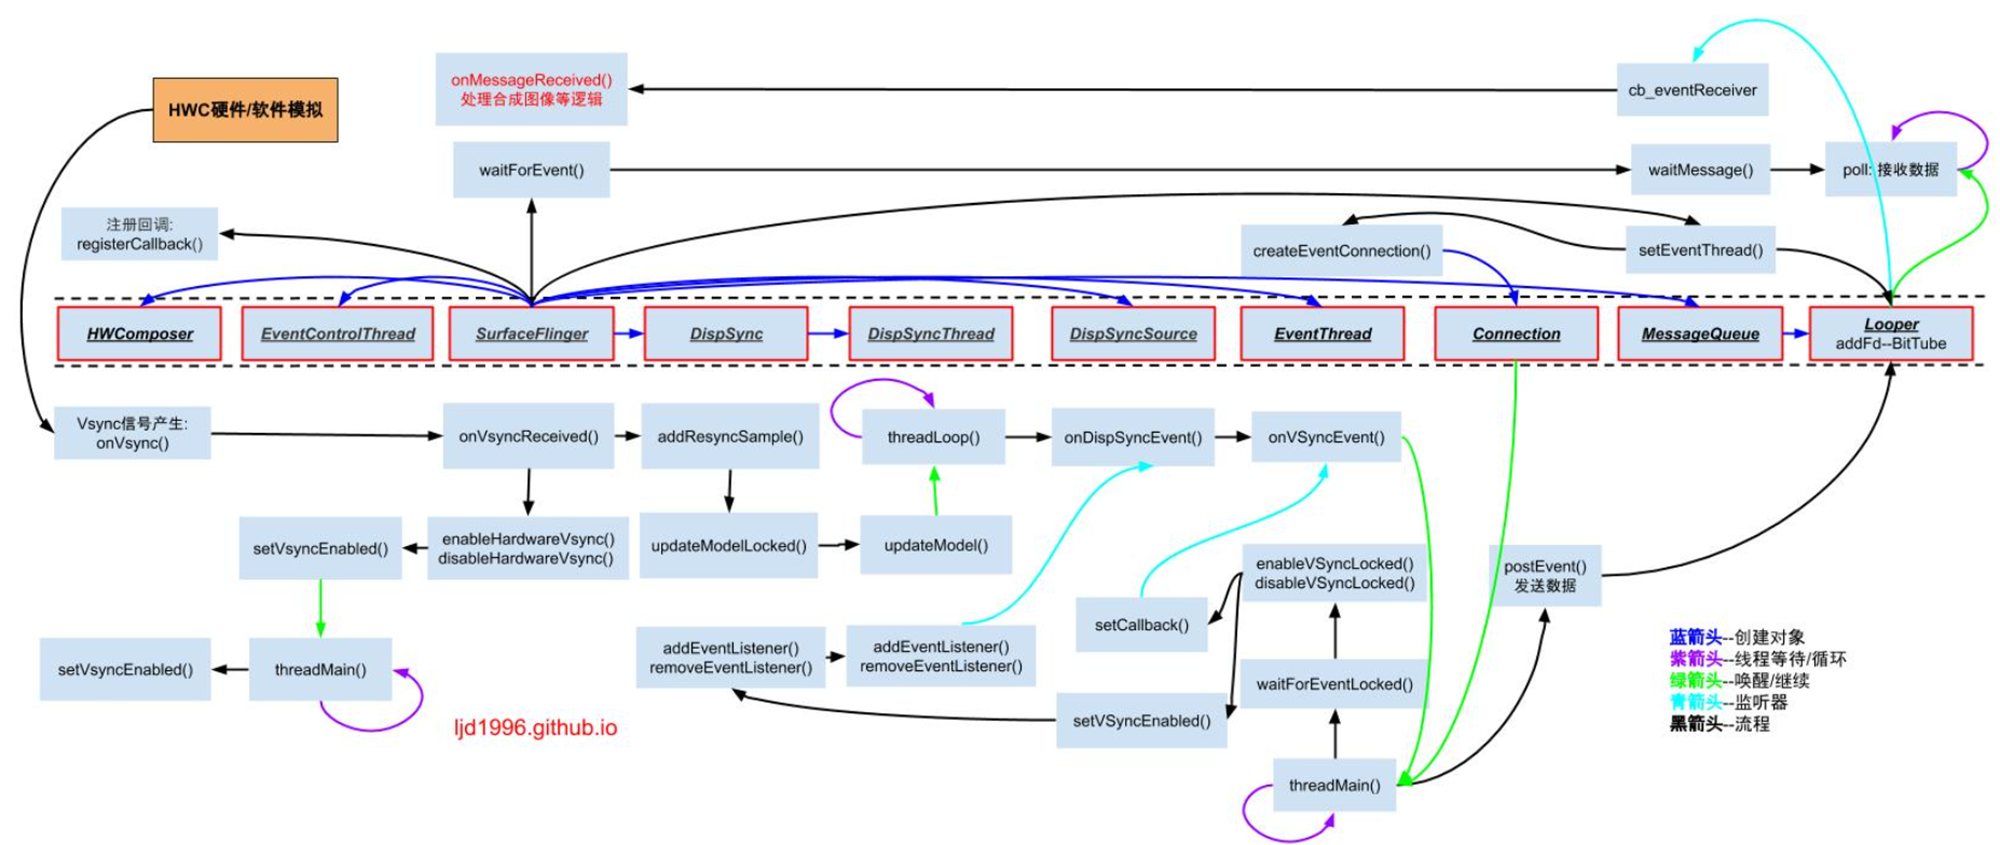 onMessageReceived()
处理合成图像等逻辑
cb_eventReceiver
HWC硬件/软件模拟
waitForEvent()
waitMessage()
poll: 接收数据
注册回调:
registerCallback()
createEventConnection()
setEventThread()
HWComposer
EventControlThread
SurfaceFlinger
DispSync
DispSyncThread
DispSyncSource
EventThread
Connection
MessageQueue
Looper
addFd--BitTube
Vsync信号产生:
onVsync()
onVsyncReceived()
addResyncSample()
threadLoop()
onDispSyncEvent()
onVSyncEvent()
setVsyncEnabled()
enableHardwareVsync()
disableHardwareVsync()
updateModelLocked()
updateModel()
enableVSyncLocked()
disableVSyncLocked()
postEvent()
发送数据
setCallback()
setVsyncEnabled()
threadMain()
addEventListener()
removeEventListener()
addEventListener()
removeEventListener()
waitForEventLocked()
setVSyncEnabled()
threadMain()
ljd1996.github.io
蓝箭头--创建对象
紫箭头--线程等待/循环
绿箭头--唤醒/继续
青箭头--监听器
黑箭头--流程